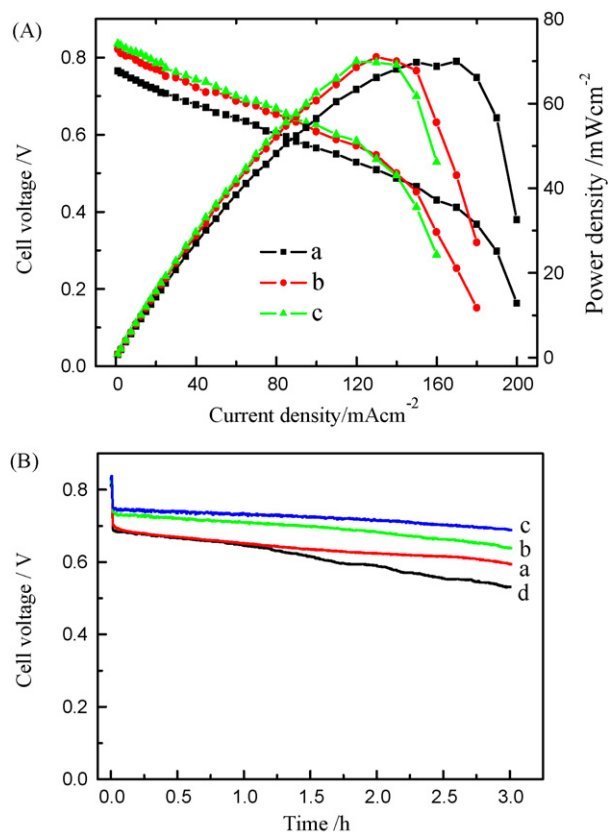 (A)
0.8
0.6
0.4
0.2
0.0
Cell voltage /V
80
60
40
20
0
Power density /mWcm-2
a
b
c
0 40 80 120 160 200
Current density/mAcm-2
(B)
0.8
0.6
0.4
0.2
0.0
Cell voltage / V
c
b
a
d
0.0 0.5 1.0 1.5 2.0 2.5 3.0
Time /h